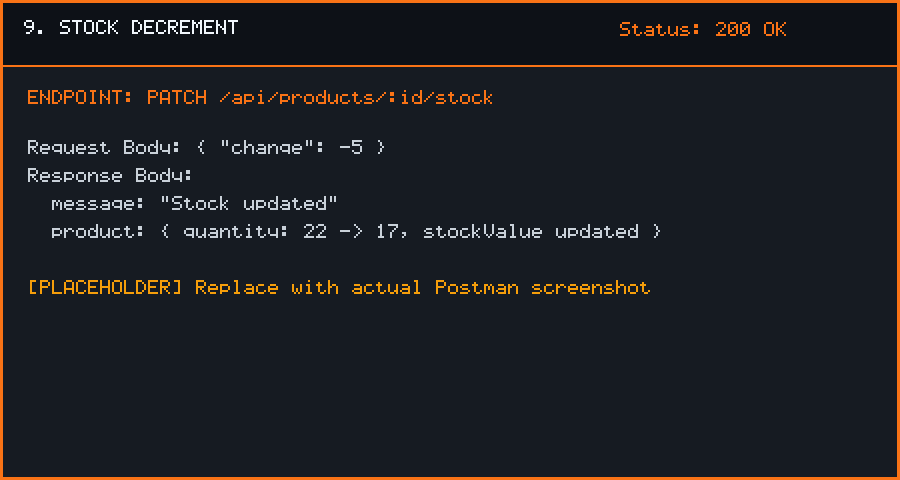 9. STOCK DECREMENT
Status: 200 OK
ENDPOINT: PATCH /api/products/:id/stock
Request Body: { "change": -5 }
Response Body:
message: "Stock updated"
product: { quantity: 22 -> 17, stockValue updated }
[PLACEHOLDER] Replace with actual Postman screenshot